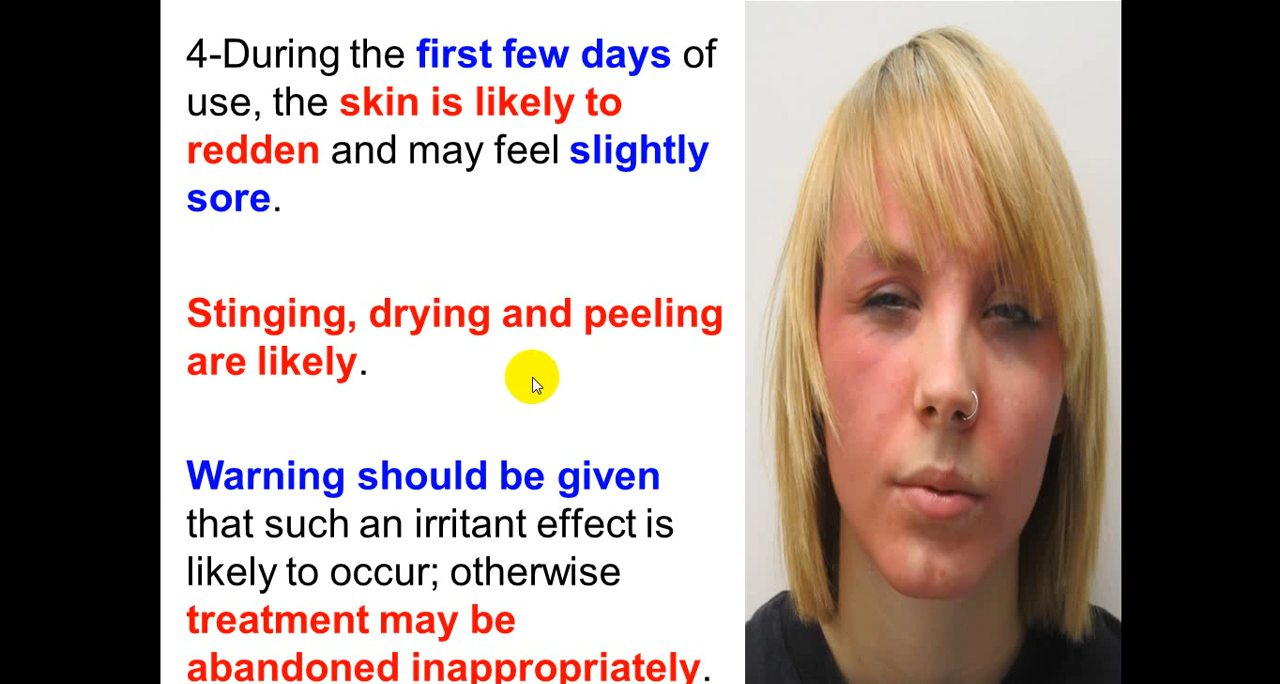 4-During the first few days of
use, the skin is likely to
redden and may feel slightly
sore.
Stinging, drying and peeling
are likely.
Warning should be given
that such an irritant effect is
likely to occur; otherwise
treatment may be
abandoned inappropriately.